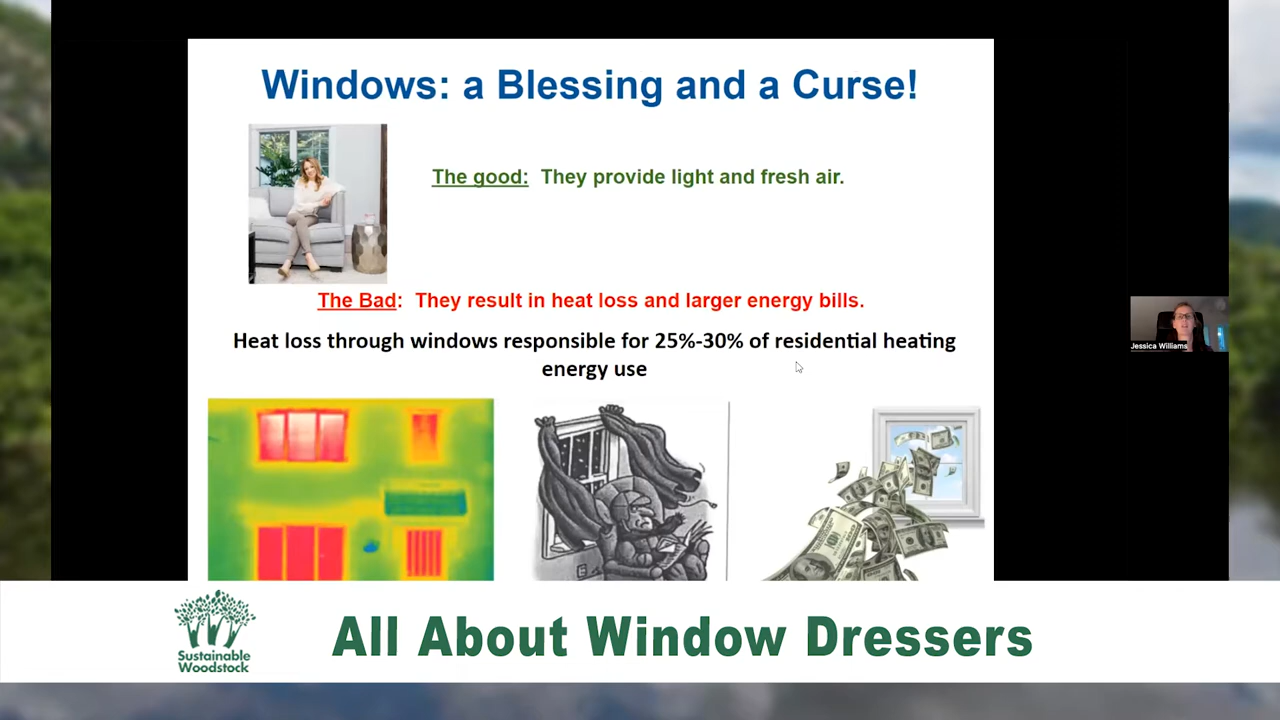 Windows: a Blessing and a Curse!
The good: They provide light and fresh air.
The Bad: They result in heat loss and larger energy bills.
Heat loss through windows responsible for 25%-30% of residential heating
energy use
Jessica Williams
Sustainable
Woodstock
All About Window Dressers